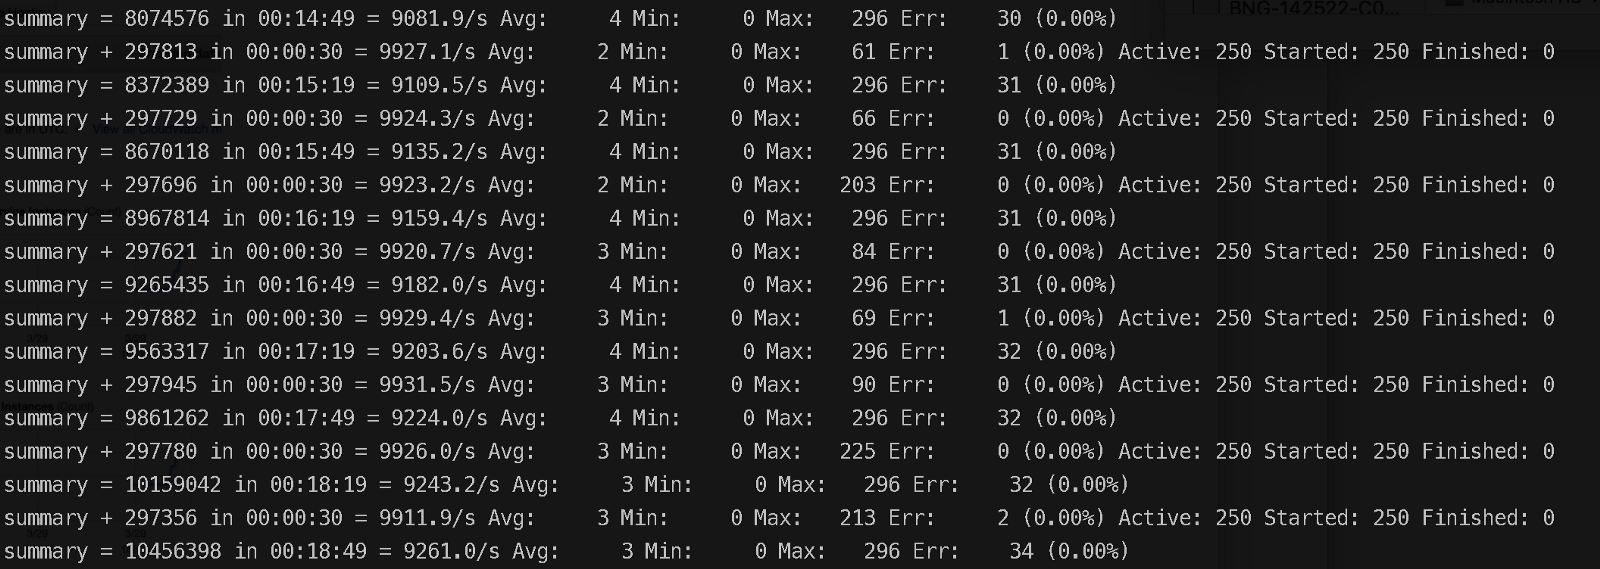 BNG-142522-C0...
summary = 8074576 in 00:14:49 = 9081.9/s Avg: 4 Min: 0 Max: 296 Err: 30 (0.00%)
summary + 297813 in 00:00:30 = 9927.1/s Avg: 2 Min: 0 Max: 61 Err: 1 (0.00%) Active: 250 Started: 250 Finished: 0
summary = 8372389 in 00:15:19 = 9109.5/s Avg: 4 Min: 0 Max: 296 Err: 31 (0.00%)
summary + 297729 in 00:00:30 = 9924.3/s Avg: 2 Min: 0 Max: 66 Err: 0 (0.00%) Active: 250 Started: 250 Finished: 0
summary = 8670118 in 00:15:49 = 9135.2/s Avg: 4 Min: 0 Max: 296 Err: 31 (0.00%)
summary + 297696 in 00:00:30 = 9923.2/s Avg: 2 Min: 0 Max: 203 Err: 0 (0.00%) Active: 250 Started: 250 Finished: 0
summary = 8967814 in 00:16:19 = 9159.4/s Avg: 4 Min: 0 Max: 296 Err: 31 (0.00%)
summary + 297621 in 00:00:30 = 9920.7/s Avg: 3 Min: 0 Max: 84 Err: 0 (0.00%) Active: 250 Started: 250 Finished: 0
summary = 9265435 in 00:16:49 = 9182.0/s Avg: 4 Min: 0 Max: 296 Err: 31 (0.00%)
summary + 297882 in 00:00:30 = 9929.4/s Avg: 3 Min: 0 Max: 69 Err: 1 (0.00%) Active: 250 Started: 250 Finished: 0
summary = 9563317 in 00:17:19 = 9203.6/s Avg: 4 Min: 0 Max: 296 Err: 32 (0.00%)
summary + 297945 in 00:00:30 = 9931.5/s Avg: 3 Min: 0 Max: 90 Err: 0 (0.00%) Active: 250 Started: 250 Finished: 0
summary = 9861262 in 00:17:49 = 9224.0/s Avg: 4 Min: 0 Max: 296 Err: 32 (0.00%)
summary + 297780 in 00:00:30 = 9926.0/s Avg: 3 Min: 0 Max: 225 Err: 0 (0.00%) Active: 250 Started: 250 Finished: 0
summary = 10159042 in 00:18:19 = 9243.2/s Avg: 3 Min: 0 Max: 296 Err: 32 (0.00%)
summary + 297356 in 00:00:30 = 9911.9/s Avg: 3 Min: 0 Max: 213 Err: 2 (0.00%) Active: 250 Started: 250 Finished: 0
summary = 10456398 in 00:18:49 = 9261.0/s Avg: 3 Min: 0 Max: 296 Err: 34 (0.00%)